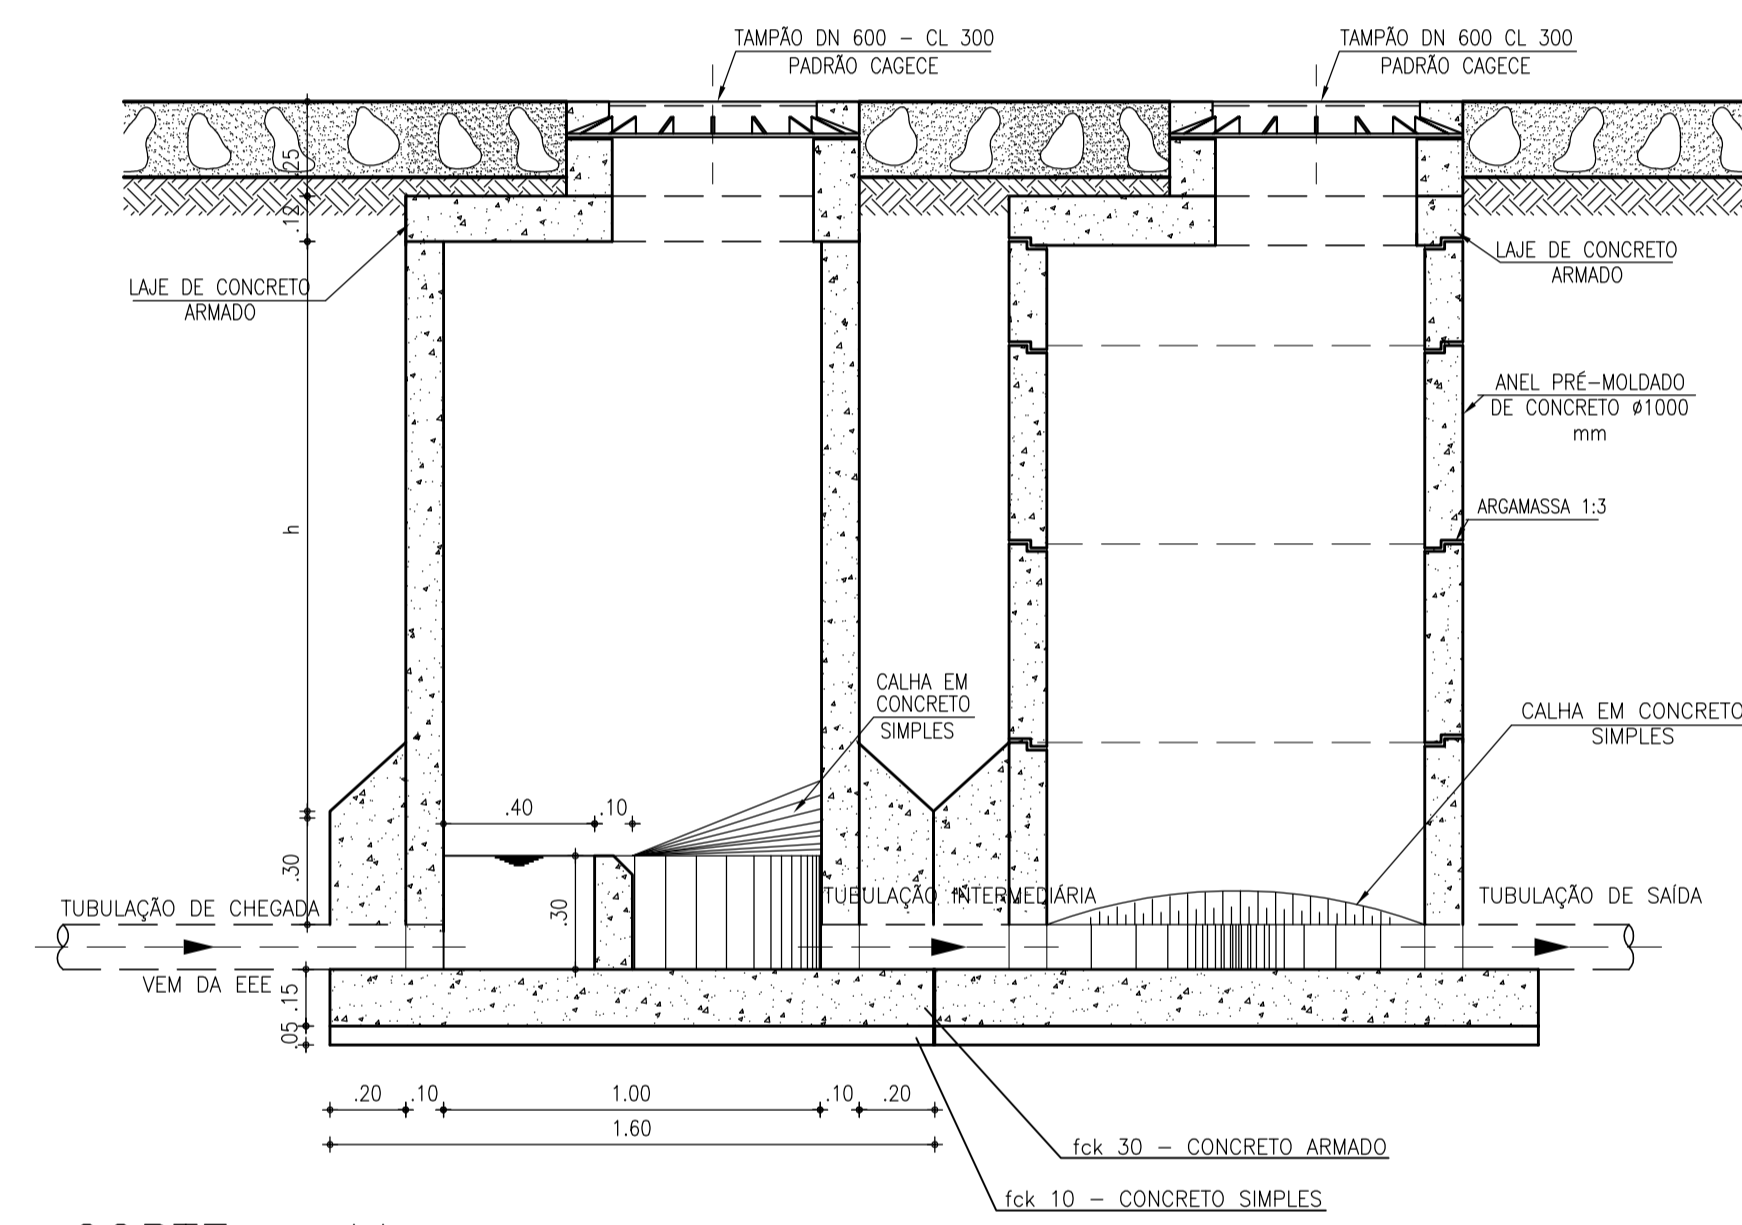 TAMPÃO DN 600 – CL 300
PADRÃO CAGECE
TAMPÃO DN 600 CL 300
PADRÃO CAGECE
.25
.12
LAJE DE CONCRETO
ARMADO
LAJE DE CONCRETO
ARMADO
ANEL PRÉ–MOLDADO
DE CONCRETO ø1000
mm
ARGAMASSA 1:3
h
CALHA EM
CONCRETO
SIMPLES
CALHA EM CONCRETO
SIMPLES
.40
.10
.30
.30
TUBULAÇÃO DE CHEGADA
TUBULAÇÃO INTERMEDIÁRIA
TUBULAÇÃO DE SAÍDA
VEM DA EEE
.15
.05
.20
.10
1.00
.10
.20
1.60
fck 30 – CONCRETO ARMADO
fck 10 – CONCRETO SIMPLES